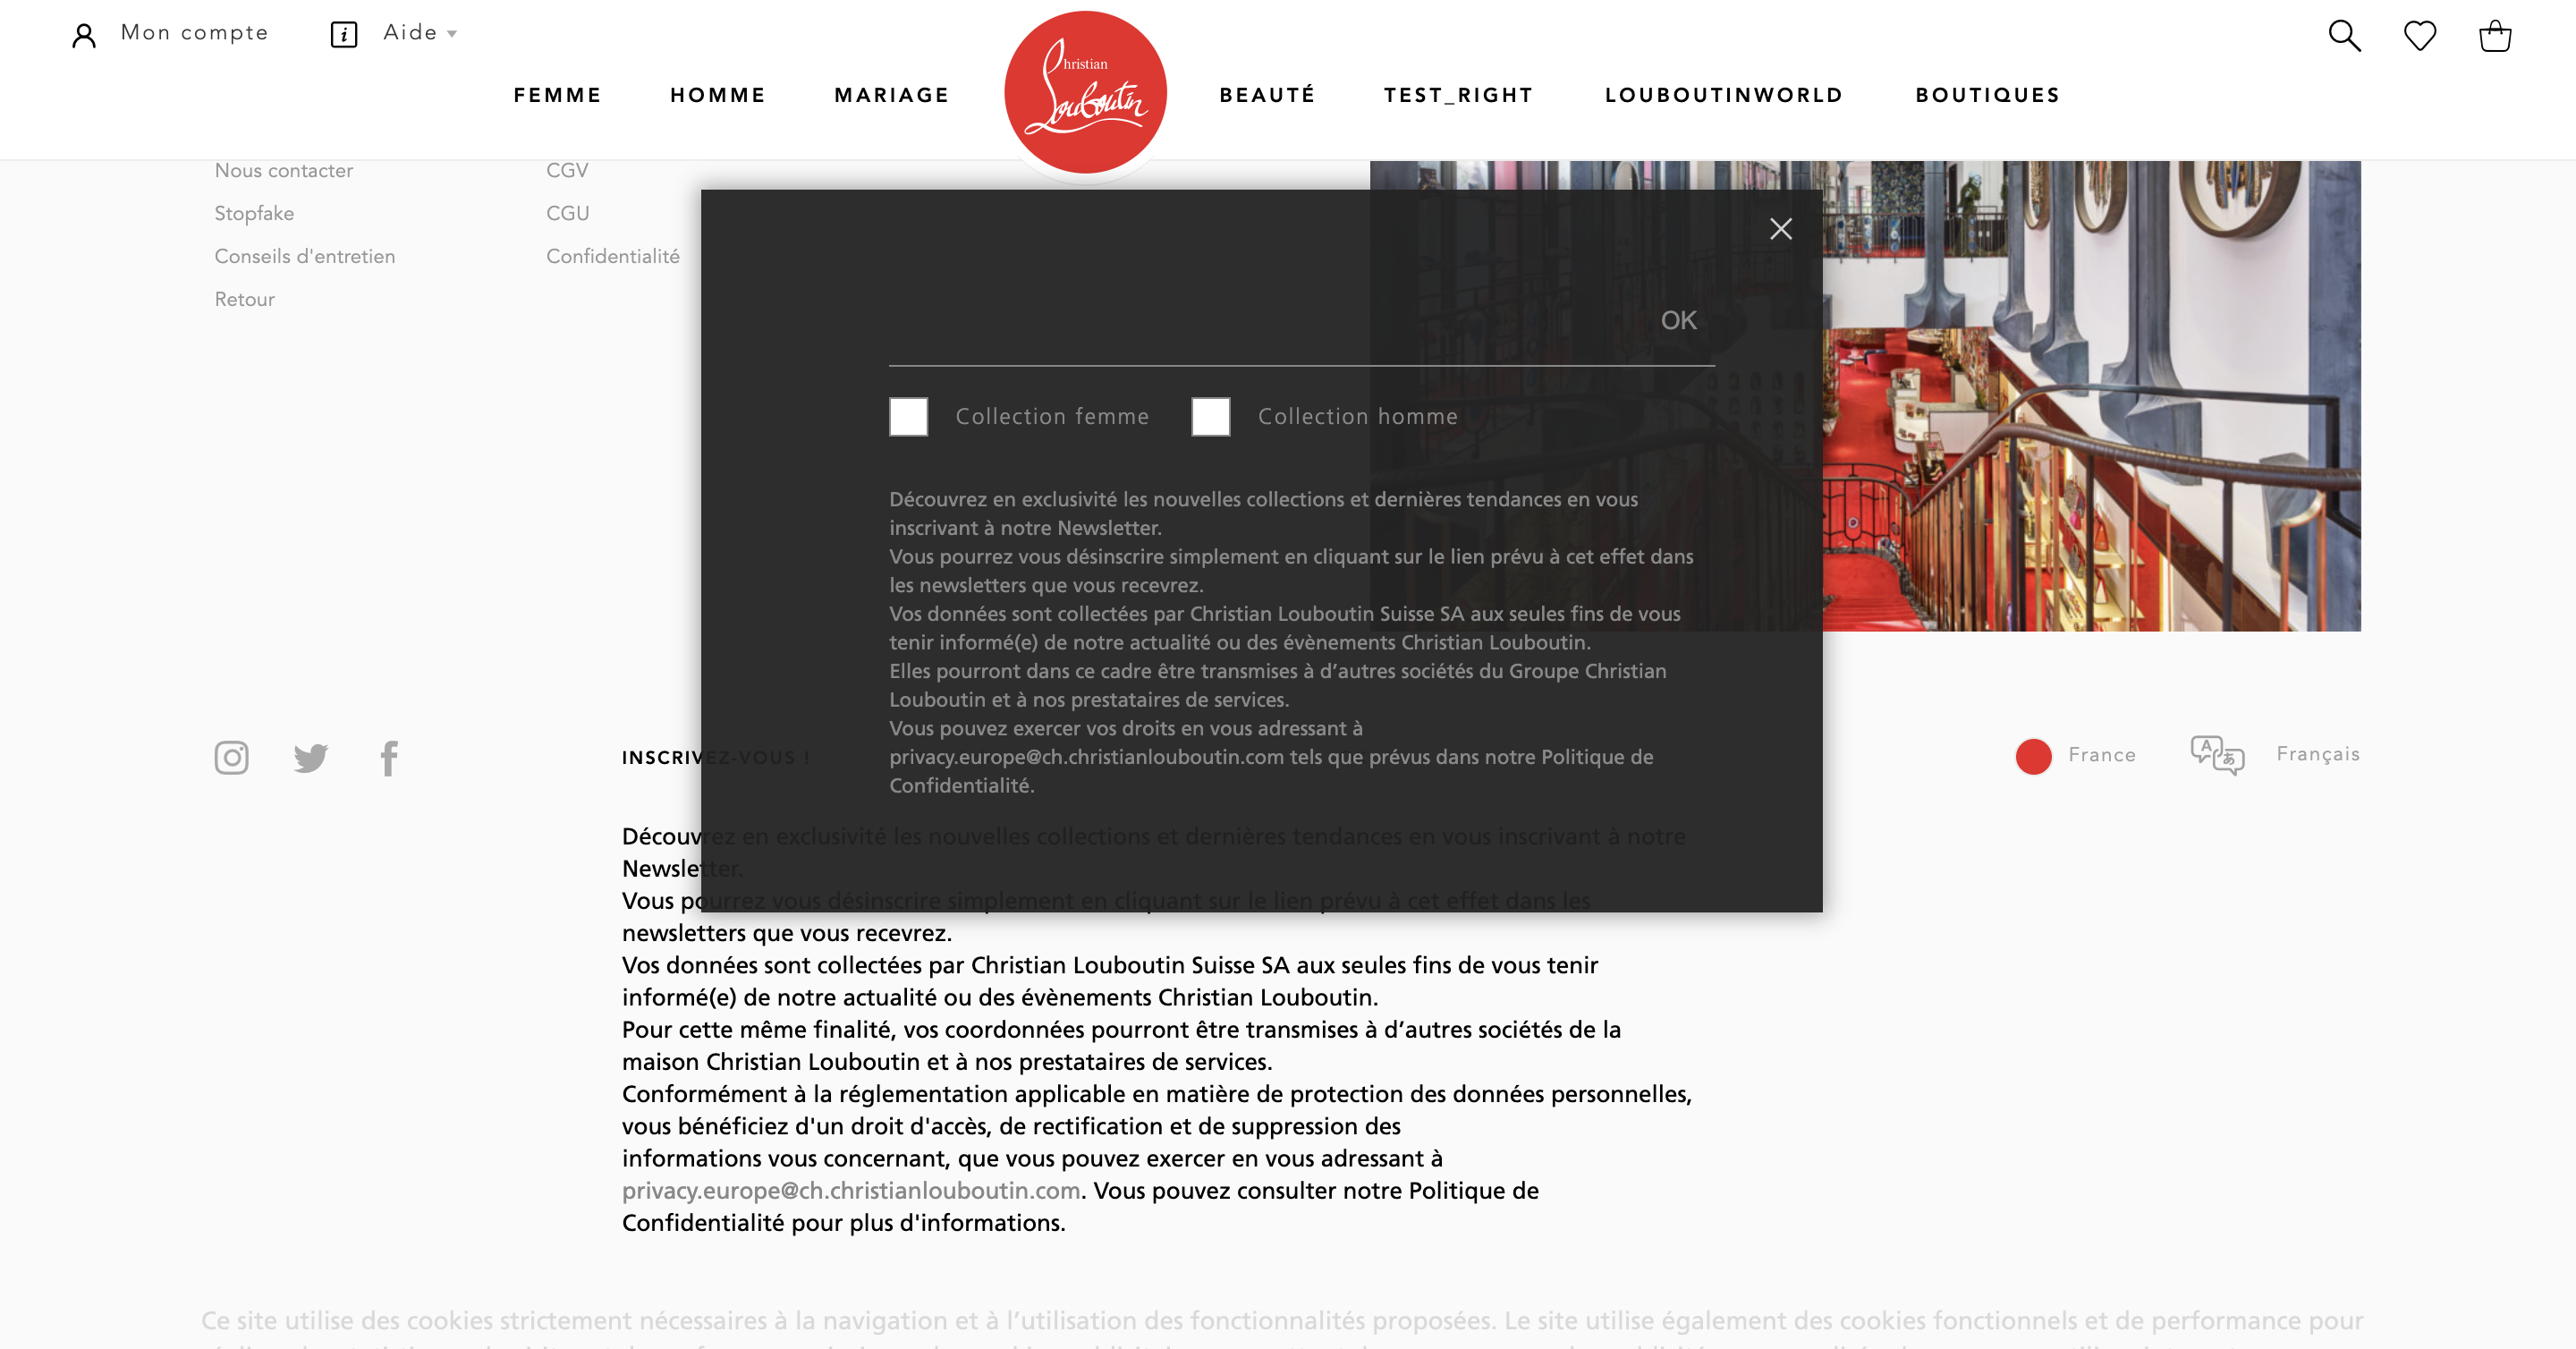 Mon compte
Aide
Christian
Louboutin
FEMME
HOMME
MARIAGE
BEAUTÉ
TEST_RIGHT
LOUBOUTINWORLD
BOUTIQUES
Nous contacter
CGV
Stopfake
CGU
Conseils d'entretien
Confidentialité
Retour
OK
Collection femme
Collection homme
Découvrez en exclusivité les nouvelles collections et dernières tendances en vous
inscrivant à notre Newsletter.
Vous pourrez vous désinscrire simplement en cliquant sur le lien prévu à cet effet dans
les newsletters que vous recevrez.
Vos données sont collectées par Christian Louboutin Suisse SA aux seules fins de vous
tenir informé(e) de notre actualité ou des évènements Christian Louboutin.
Elles pourront dans ce cadre être transmises à d’autres sociétés du Groupe Christian
Louboutin et à nos prestataires de services.
Vous pouvez exercer vos droits en vous adressant à
privacy.europe@ch.christianlouboutin.com tels que prévus dans notre Politique de
Confidentialité.
INSCRIVEZ-VOUS !
France
Français
Découvrez en exclusivité les nouvelles collections et dernières tendances en vous inscrivant à notre
Newsletter.
Vous pourrez vous désinscrire simplement en cliquant sur le lien prévu à cet effet dans les
newsletters que vous recevrez.
Vos données sont collectées par Christian Louboutin Suisse SA aux seules fins de vous tenir
informé(e) de notre actualité ou des évènements Christian Louboutin.
Pour cette même finalité, vos coordonnées pourront être transmises à d’autres sociétés de la
maison Christian Louboutin et à nos prestataires de services.
Conformément à la réglementation applicable en matière de protection des données personnelles,
vous bénéficiez d'un droit d'accès, de rectification et de suppression des
informations vous concernant, que vous pouvez exercer en vous adressant à
privacy.europe@ch.christianlouboutin.com. Vous pouvez consulter notre Politique de
Confidentialité pour plus d'informations.
Ce site utilise des cookies strictement nécessaires à la navigation et à l’utilisation des fonctionnalités proposées. Le site utilise également des cookies fonctionnels et de performance pour